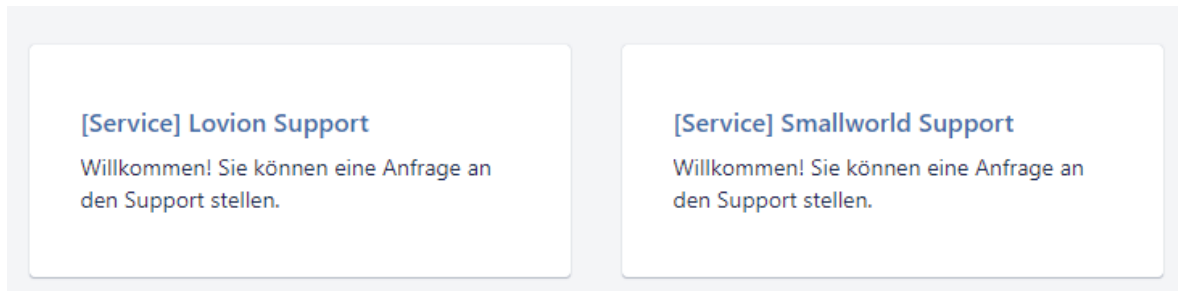 [Service] Lovion Support
Willkommen! Sie können eine Anfrage an
den Support stellen.
[Service] Smallworld Support
Willkommen! Sie können eine Anfrage an
den Support stellen.